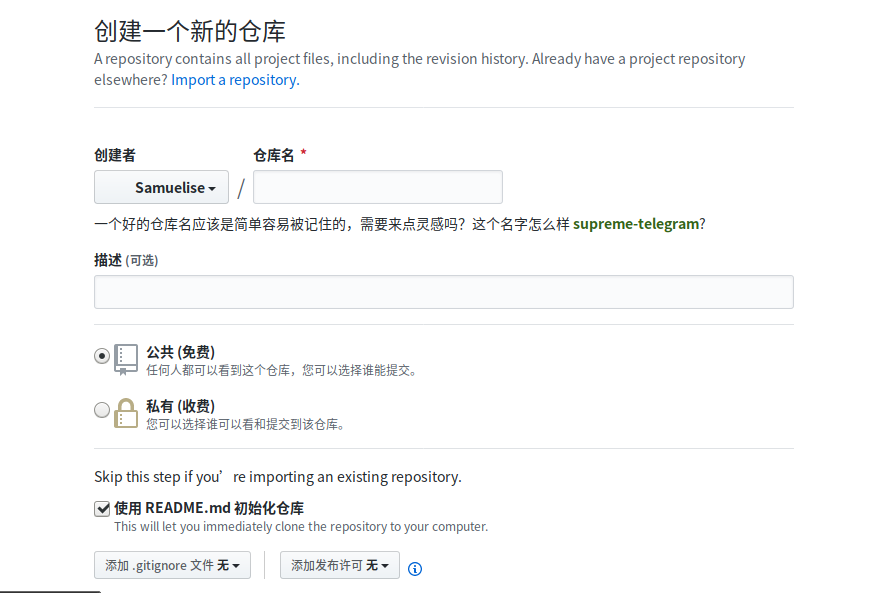 创建一个新的仓库
A repository contains all project files, including the revision history. Already have a project repository
elsewhere? Import a repository.
创建者 仓库名 *
Samuelise / 
一个好的仓库名应该是简单容易被记住的，需要来点灵感吗？这个名字怎么样 supreme-telegram?
描述 (可选)
公共 (免费)
任何人都可以看到这个仓库，您可以选择谁能提交。
私有 (收费)
您可以选择谁可以看和提交到该仓库。
Skip this step if you’re importing an existing repository.
使用 README.md 初始化仓库
This will let you immediately clone the repository to your computer.
添加 .gitignore 文件 无 添加发布许可 无